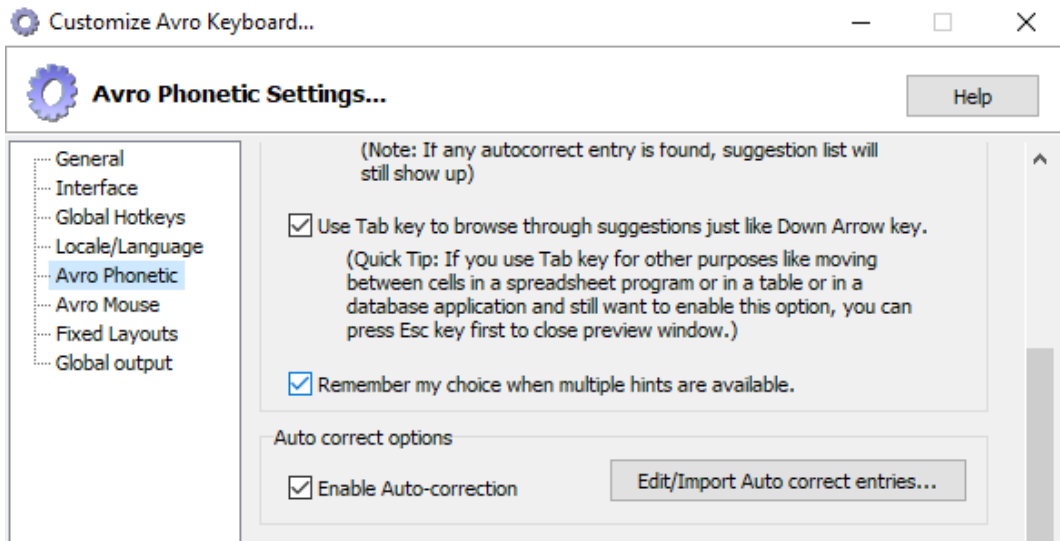 Customize Avro Keyboard...
Avro Phonetic Settings...
Help
General
Interface
Global Hotkeys
Locale/Language
Avro Phonetic
Avro Mouse
Fixed Layouts
Global output
(Note: If any autocorrect entry is found, suggestion list will
still show up)
Use Tab key to browse through suggestions just like Down Arrow key.
(Quick Tip: If you use Tab key for other purposes like moving
between cells in a spreadsheet program or in a table or in a
database application and still want to enable this option, you can
press Esc key first to close preview window.)
Remember my choice when multiple hints are available.
Auto correct options
Enable Auto-correction
Edit/Import Auto correct entries...